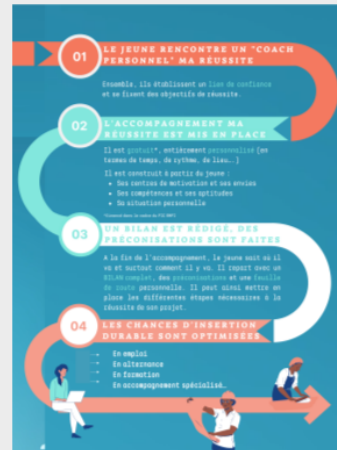 01
LE JEUNE RENCONTRE UN "COACH
PERSONNEL" MA RÉUSSITE
Ensemble, ils établissent un lien de confiance
et se fixent des objectifs de réussite.
02
L'ACCOMPAGNEMENT MA
RÉUSSITE EST MIS EN PLACE
Il est gratuit*, entièrement personnalisé (en
termes de temps, de rythme, de lieu...)
Il est construit à partir du jeune :
• Ses centres de motivation et ses envies
• Ses compétences et ses aptitudes
• Sa situation personnelle
03
UN BILAN EST RÉDIGÉ, DES
PRÉCONISATIONS SONT FAITES
A la fin de l'accompagnement, le jeune sait où il
va et surtout comment il y va. Il repart avec un
BILAN complet, des préconisations et une feuille
de route personnelle. Il peut ainsi mettre en
place les différentes étapes nécessaires à la
réussite de son projet.
04
LES CHANCES D'INSERTION
DURABLE SONT OPTIMISÉES
En emploi
En alternance
En formation
En accompagnement spécialisé…